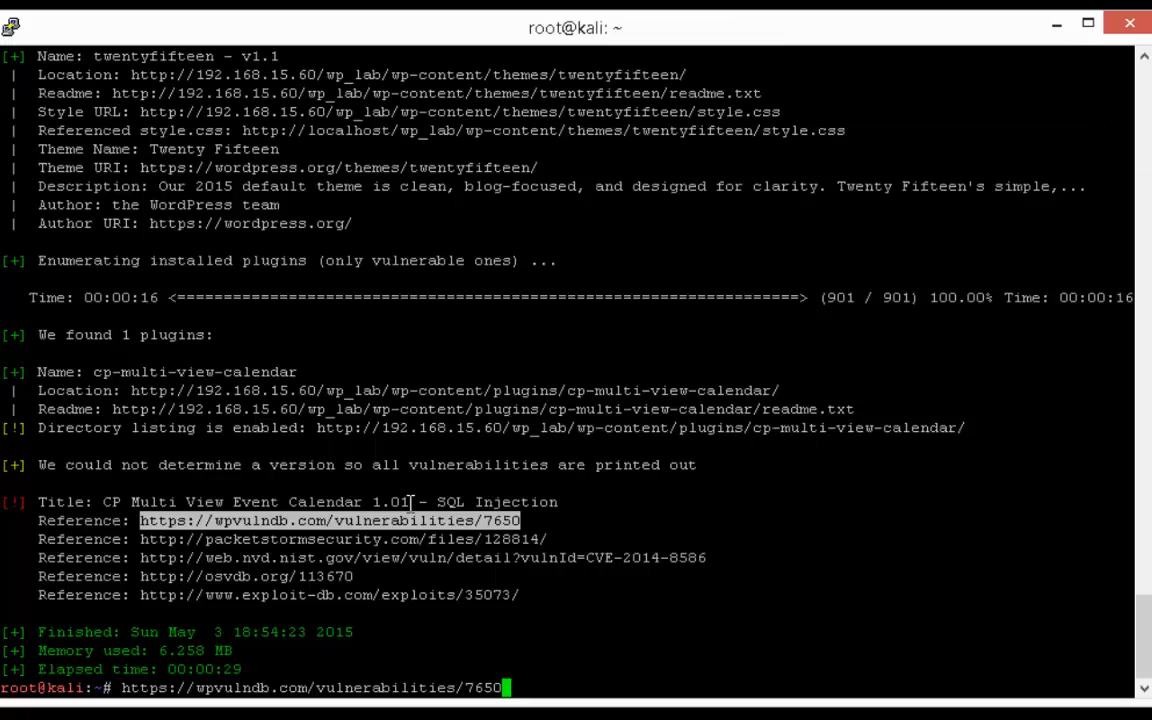 root@kali: ~
[+] Name: twentyfifteen - v1.1
|  Location: http://192.168.15.60/wp_lab/wp-content/themes/twentyfifteen/
|  Readme: http://192.168.15.60/wp_lab/wp-content/themes/twentyfifteen/readme.txt
|  Style URL: http://192.168.15.60/wp_lab/wp-content/themes/twentyfifteen/style.css
|  Referenced style.css: http://localhost/wp_lab/wp-content/themes/twentyfifteen/style.css
|  Theme Name: Twenty Fifteen
|  Theme URI: https://wordpress.org/themes/twentyfifteen/
|  Description: Our 2015 default theme is clean, blog-focused, and designed for clarity. Twenty Fifteen's simple,...
|  Author: the WordPress team
|  Author URI: https://wordpress.org/
[+] Enumerating installed plugins (only vulnerable ones) ...
Time: 00:00:16 <===================================================================> (901 / 901) 100.00% Time: 00:00:16
[+] We found 1 plugins:
[+] Name: cp-multi-view-calendar
|  Location: http://192.168.15.60/wp_lab/wp-content/plugins/cp-multi-view-calendar/
|  Readme: http://192.168.15.60/wp_lab/wp-content/plugins/cp-multi-view-calendar/readme.txt
[!] Directory listing is enabled: http://192.168.15.60/wp_lab/wp-content/plugins/cp-multi-view-calendar/
[+] We could not determine a version so all vulnerabilities are printed out
[!] Title: CP Multi View Event Calendar 1.01 - SQL Injection
Reference: https://wpvulndb.com/vulnerabilities/7650
Reference: http://packetstormsecurity.com/files/128814/
Reference: http://web.nvd.nist.gov/view/vuln/detail?vulnId=CVE-2014-8586
Reference: http://osvdb.org/113670
Reference: http://www.exploit-db.com/exploits/35073/
[+] Finished: Sun May  3 18:54:23 2015
[+] Memory used: 6.258 MB
[+] Elapsed time: 00:00:29
root@kali:~# https://wpvulndb.com/vulnerabilities/7650